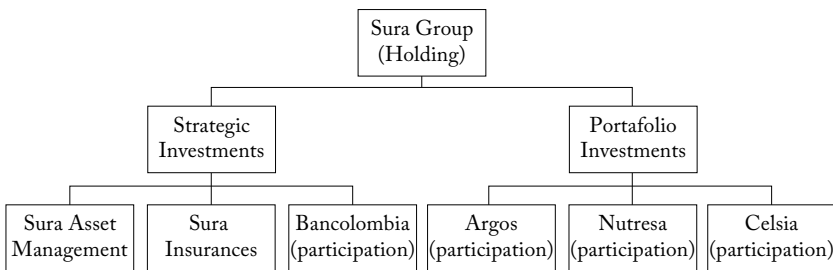 Sura Group
(Holding)
Strategic
Investments
Portafolio
Investments
Sura Asset
Management
Sura
Insurances
Bancolombia
(participation)
Argos
(participation)
Nutresa
(participation)
Celsia
(participation)